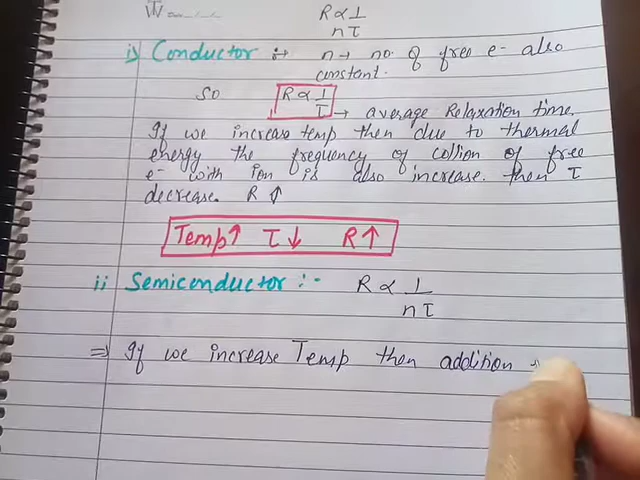 R ∝ 1
nτ
i) Conductor :→ n → no. of free e- also
constant.
so R ∝ 1/τ → average Relaxation time.
If we increase temp then due to thermal
energy the frequency of collion of free
e- with ion is also increase. then τ
decrease. R ↑
Temp↑ τ↓ R↑
ii Semiconductor :- R ∝ 1
nτ
⇒ If we increase Temp then addition